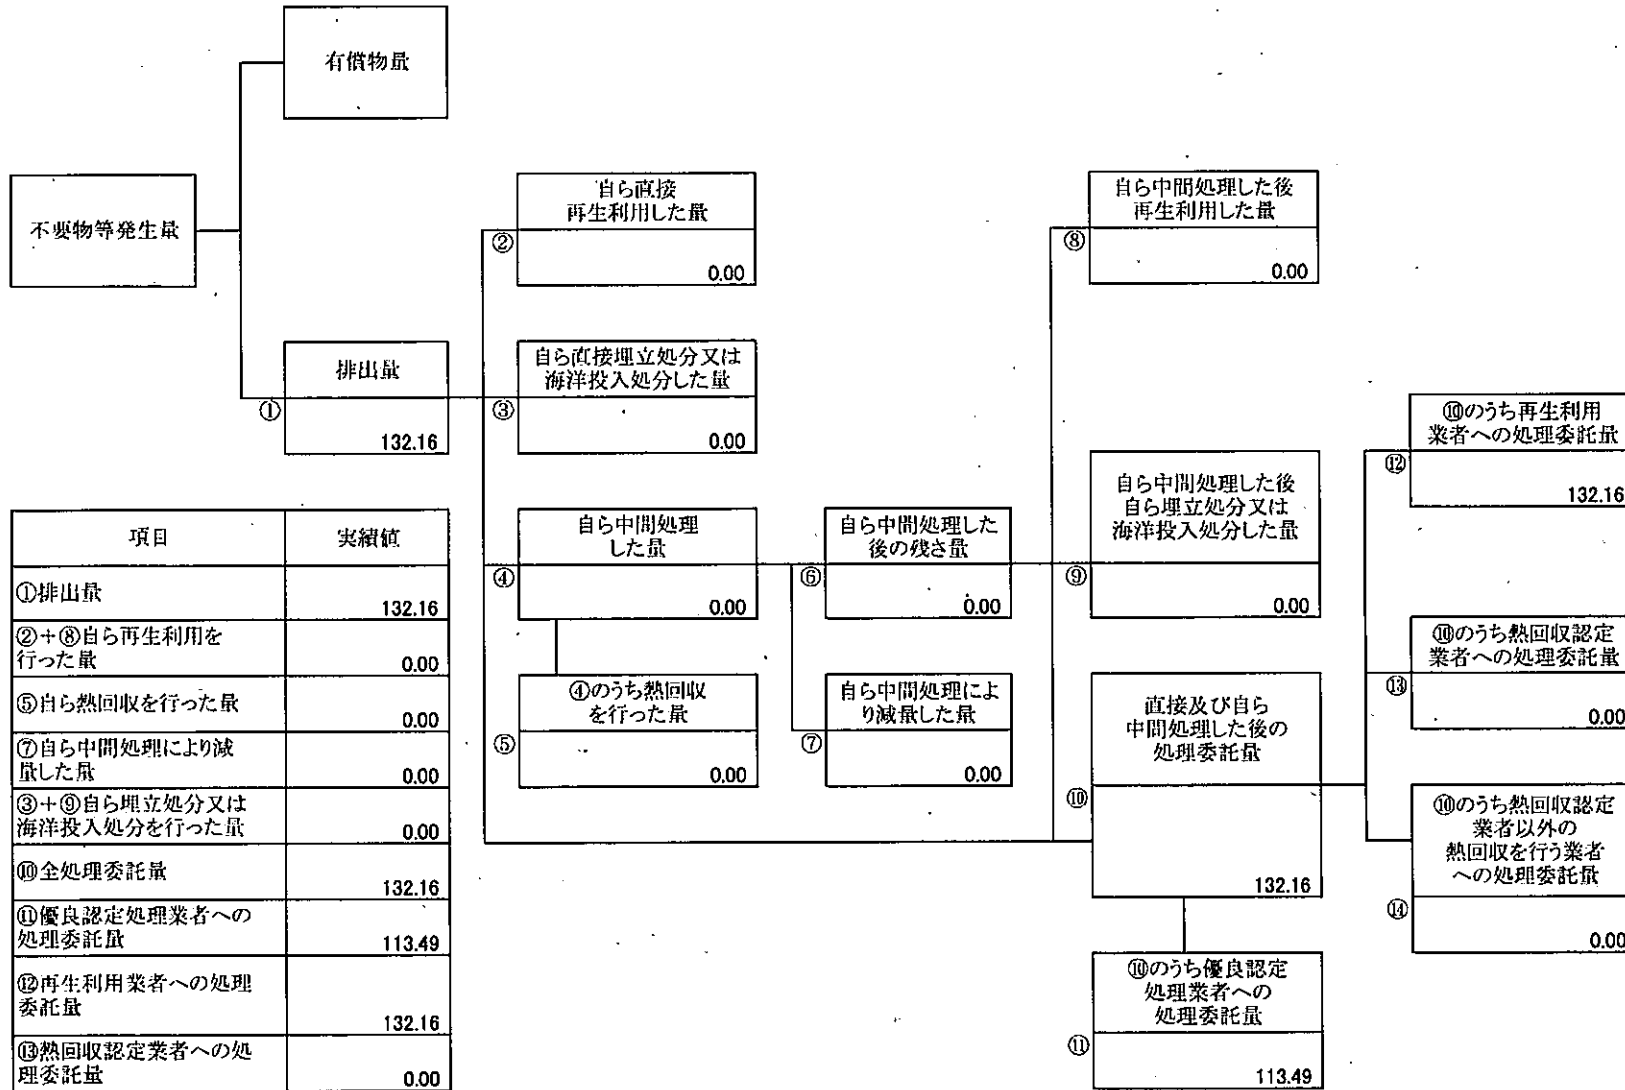 有償物量
不要物等発生量
排出量
①
132.16
自ら直接
再生利用した量
②
0.00
自ら直接埋立処分又は
海洋投入処分した量
③
0.00
自ら中間処理
した量
④
0.00
④のうち熱回収
を行った量
⑤
0.00
自ら中間処理した
後の残さ量
⑥
0.00
自ら中間処理によ
り減量した量
⑦
0.00
自ら中間処理した後
再生利用した量
⑧
0.00
自ら中間処理した後
自ら埋立処分又は
海洋投入処分した量
⑨
0.00
直接及び自ら
中間処理した後の
処理委託量
⑩
132.16
⑩のうち優良認定
処理業者への
処理委託量
⑪
113.49
⑩のうち再生利用
業者への処理委託量
⑫
132.16
⑩のうち熱回収認定
業者への処理委託量
⑬
0.00
⑩のうち熱回収認定
業者以外の
熱回収を行う業者
への処理委託量
⑭
0.00
項目 実績値
①排出量
132.16
②+⑧自ら再生利用を
行った量 0.00
⑤自ら熱回収を行った量
0.00
⑦自ら中間処理により減
量した量 0.00
③+⑨自ら埋立処分又は
海洋投入処分を行った量 0.00
⑩全処理委託量
132.16
⑪優良認定処理業者への
処理委託量 113.49
⑫再生利用業者への処理
委託量
132.16
⑬熱回収認定業者への処
理委託量 0.00